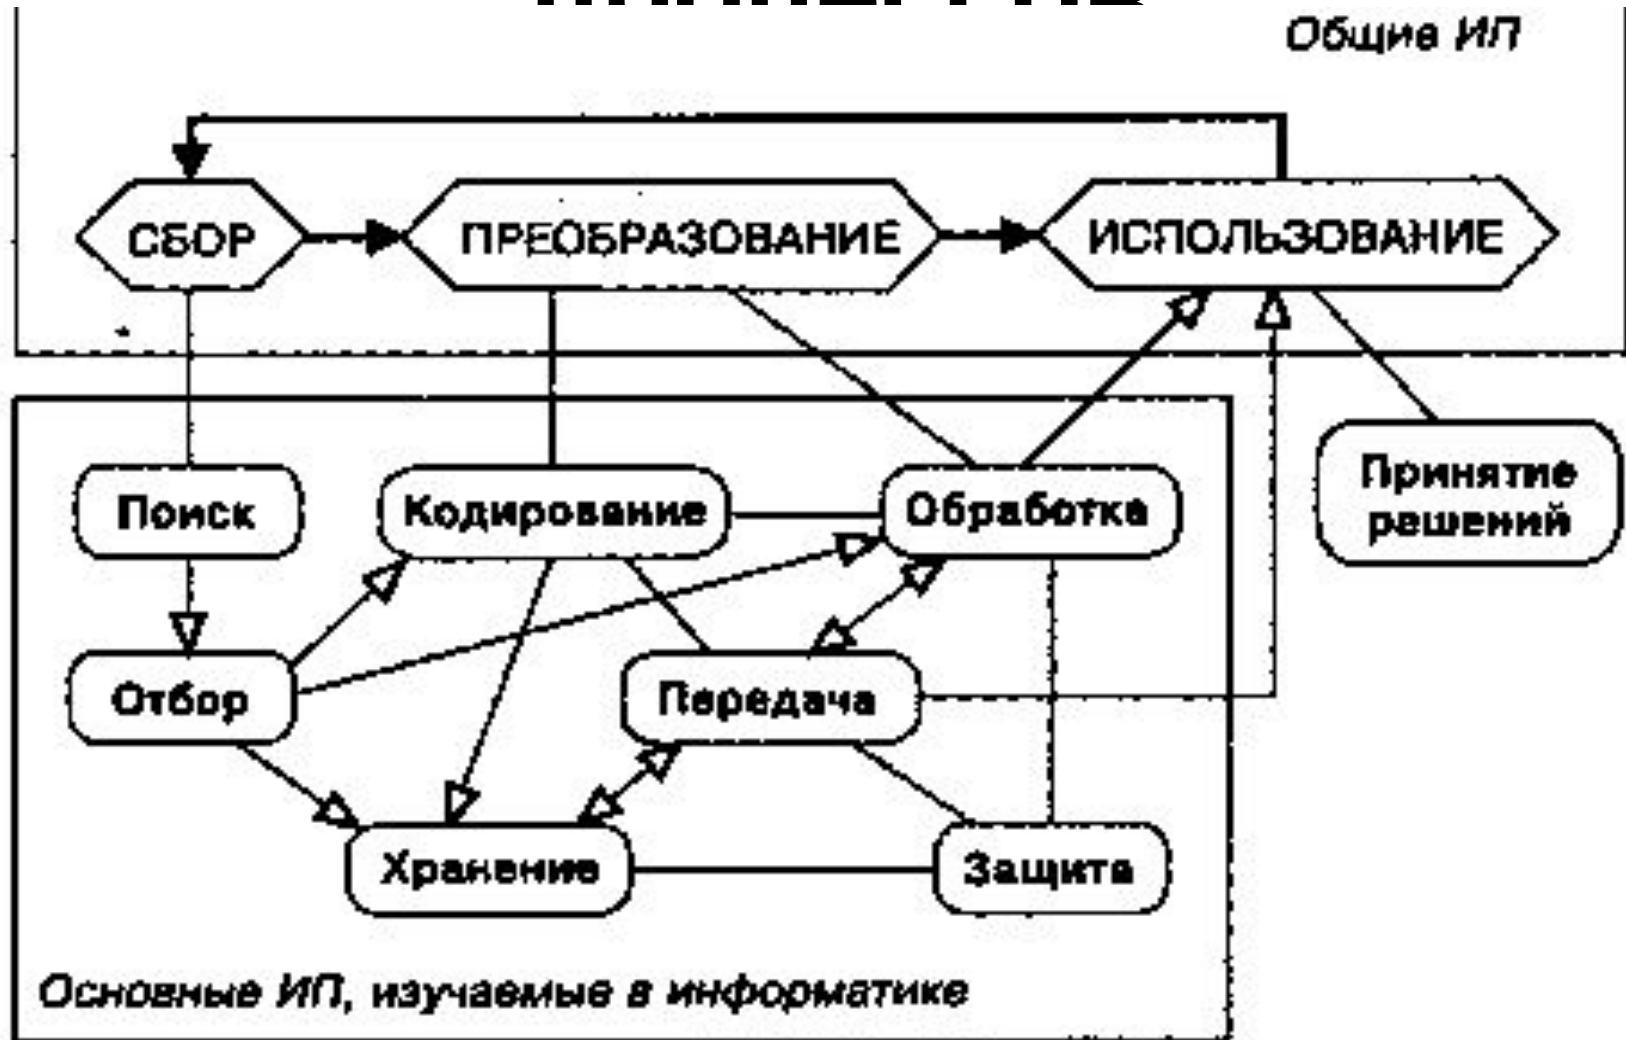 Общие ИП
СБОР
ПРЕОБРАЗОВАНИЕ
ИСПОЛЬЗОВАНИЕ
Поиск
Кодирование
Обработка
Принятие
решений
Отбор
Передача
Хранение
Защита
Основные ИП, изучаемые в информатике